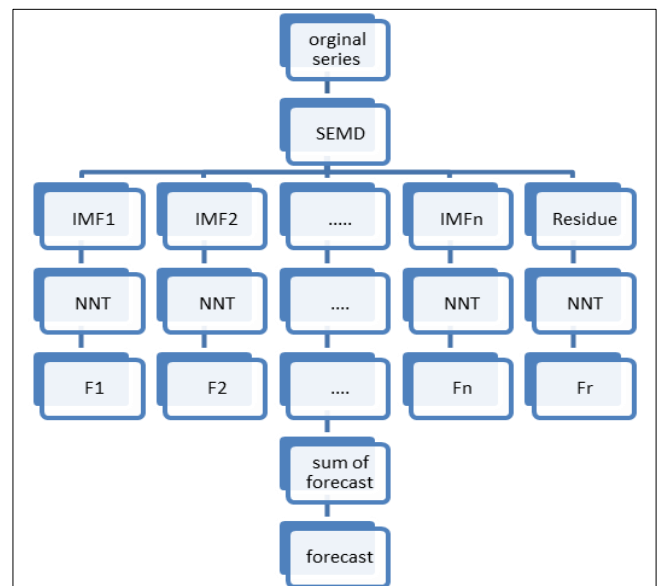 orginal
series
SEMD
IMF1 IMF2 ..... IMFn Residue
NNT NNT .... NNT NNT
F1 F2 .... Fn Fr
sum of
forecast
forecast